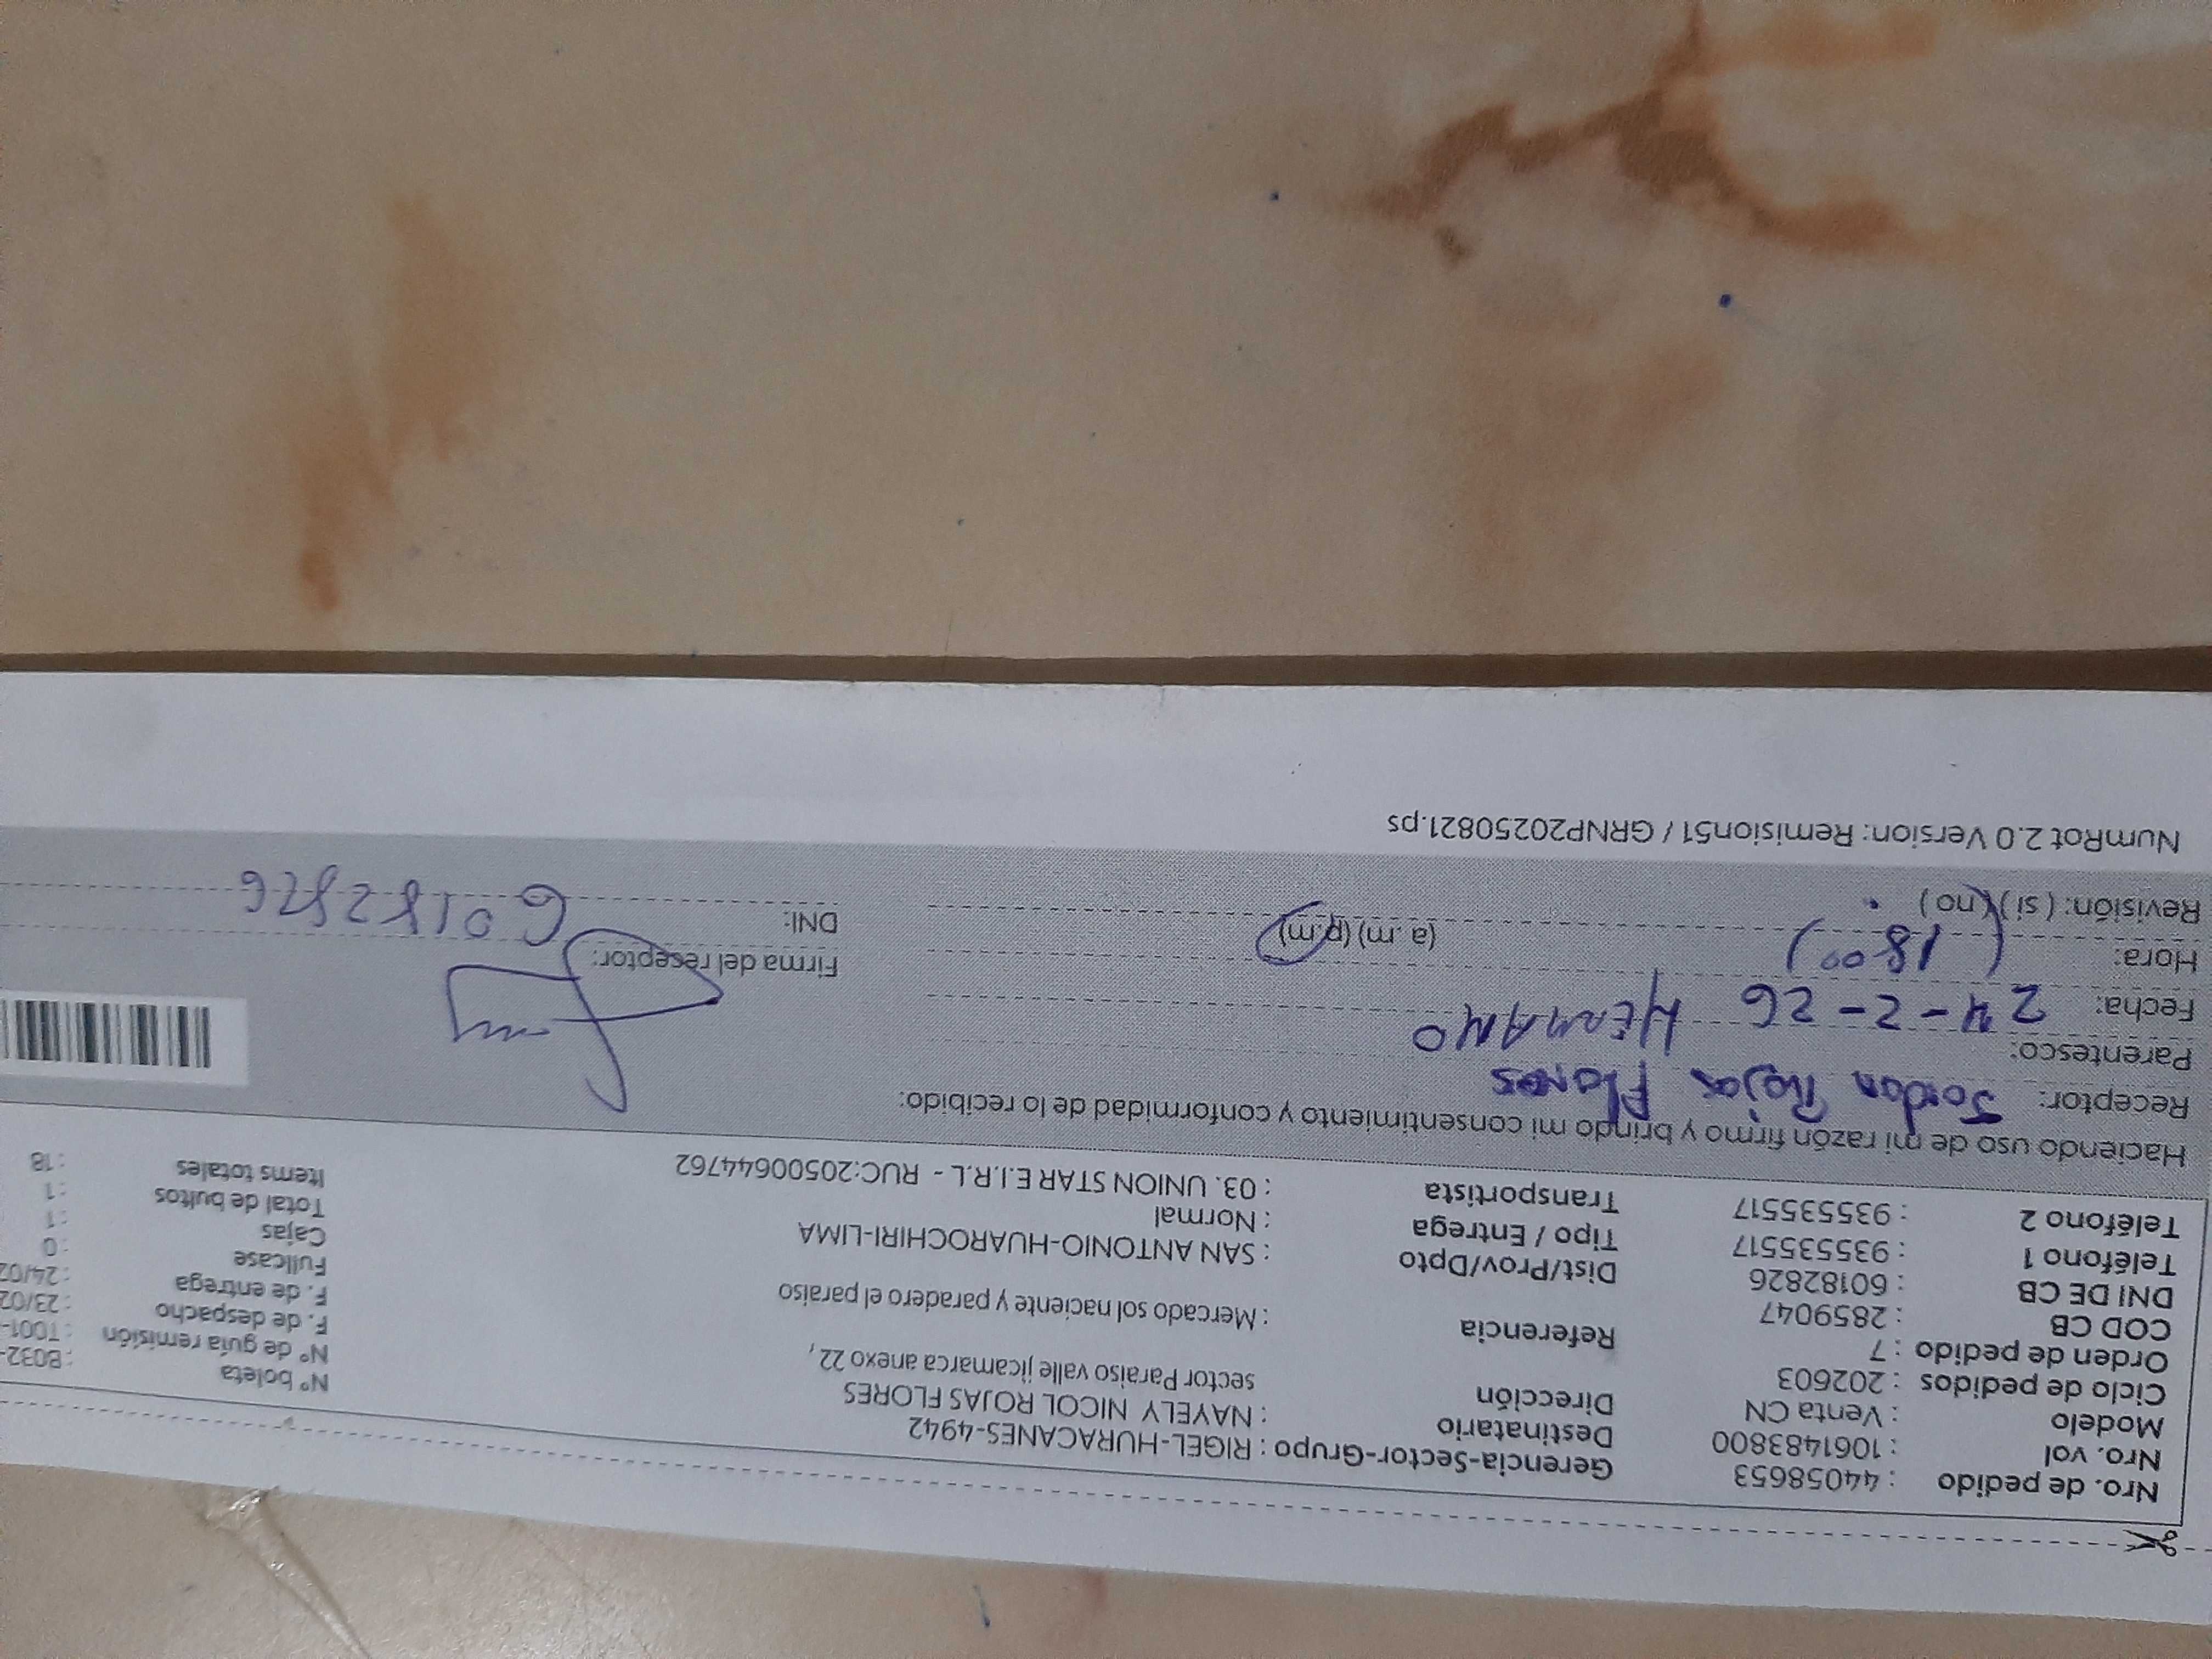 Nro. de pedido : 44058653
Nro. vol : 1061483800
Modelo : Venta CN
Ciclo de pedidos : 202603
Orden de pedido : 7
COD CB : 2859047
DNI DE CB : 60182826
Teléfono 1 : 935535517
Teléfono 2 : 935535517
Gerencia-Sector-Grupo : RIGEL-HURACANES-4942
Destinatario : NAYELY NICOL ROJAS FLORES
Dirección sector Paraiso valle jicamarca anexo 22 ,
Referencia : Mercado sol naciente y paradero el paraiso
Dist/Prov/Dpto : SAN ANTONIO-HUAROCHIRI-LIMA
Tipo / Entrega : Normal
Transportista : 03. UNION STAR E.I.R.L - RUC:20500644762
N° boleta : B032-
N° de guía remisión : T001-
F. de despacho : 23/02
F. de entrega : 24/02
Fullcase : 0
Cajas : 1
Total de bultos : 1
Items totales : 18
Haciendo uso de mi razón firmo y brindo mi consentimiento y conformidad de lo recibido:
Receptor: Jordan Rojas Flores
Parentesco: HERMANO
Fecha: 24-2-26
Hora: (18:00) (a.m) (p.m)
Revisión: ( si ) ( no )
Firma del receptor:
DNI: 60182826
NumRot 2.0 Version: Remision51 / GRNP20250821.ps